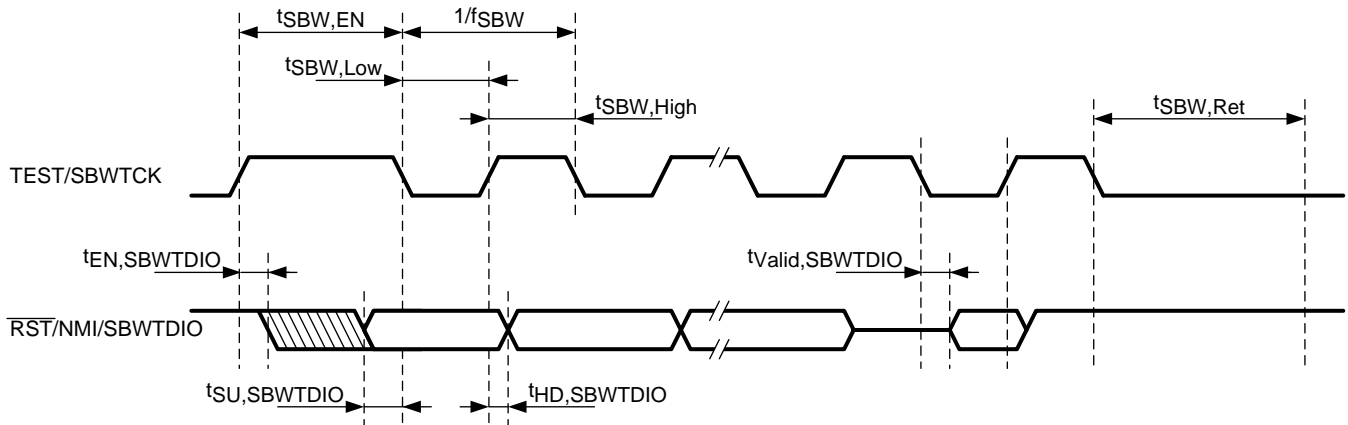 tSBW,EN
1/fSBW
tSBW,Low
tSBW,High
tSBW,Ret
TEST/SBWTCK
tEN,SBWTDIO
tValid,SBWTDIO
R̅S̅T̅/NMI/SBWTDIO
tSU,SBWTDIO
tHD,SBWTDIO